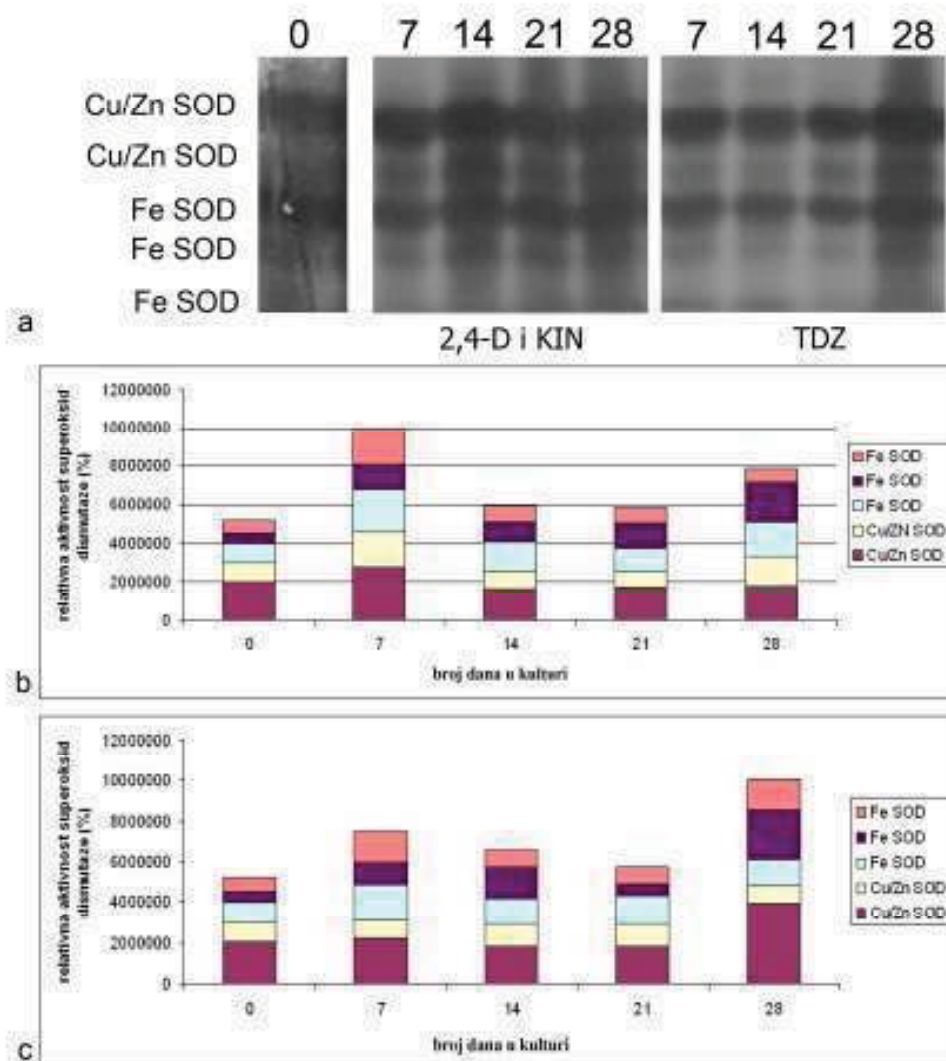 0 7 14 21 28 7 14 21 28
Cu/Zn SOD
Cu/Zn SOD
Fe SOD
Fe SOD
Fe SOD
a
2,4-D i KIN TDZ
relativna aktivnost superoksid
dismutaze (%)
12000000
10000000
8000000
6000000
4000000
2000000
0
0 7 14 21 28
broj dana u kulturi
Fe SOD
Fe SOD
Fe SOD
Cu/ZN SOD
Cu/Zn SOD
b
relativna aktivnost superoksid
dismutaze (%)
12000000
10000000
8000000
6000000
4000000
2000000
0
0 7 14 21 28
broj dana u kulturi
Fe SOD
Fe SOD
Fe SOD
Cu/Zn SOD
Cu/Zn SOD
c